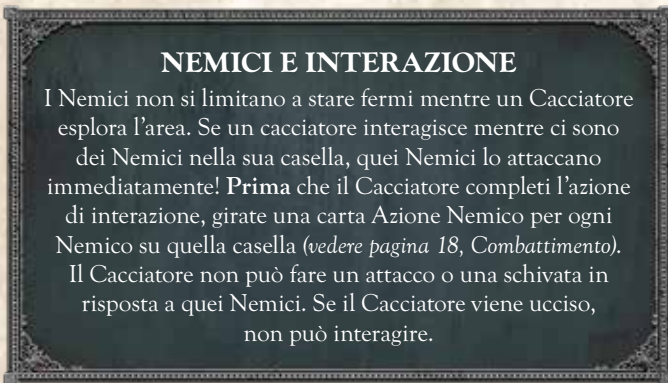 NEMICI E INTERAZIONE
I Nemici non si limitano a stare fermi mentre un Cacciatore
esplora l'area. Se un cacciatore interagisce mentre ci sono
dei Nemici nella sua casella, quei Nemici lo attaccano
immediatamente! Prima che il Cacciatore completi l'azione
di interazione, girate una carta Azione Nemico per ogni
Nemico su quella casella (vedere pagina 18, Combattimento).
Il Cacciatore non può fare un attacco o una schivata in
risposta a quei Nemici. Se il Cacciatore viene ucciso,
non può interagire.